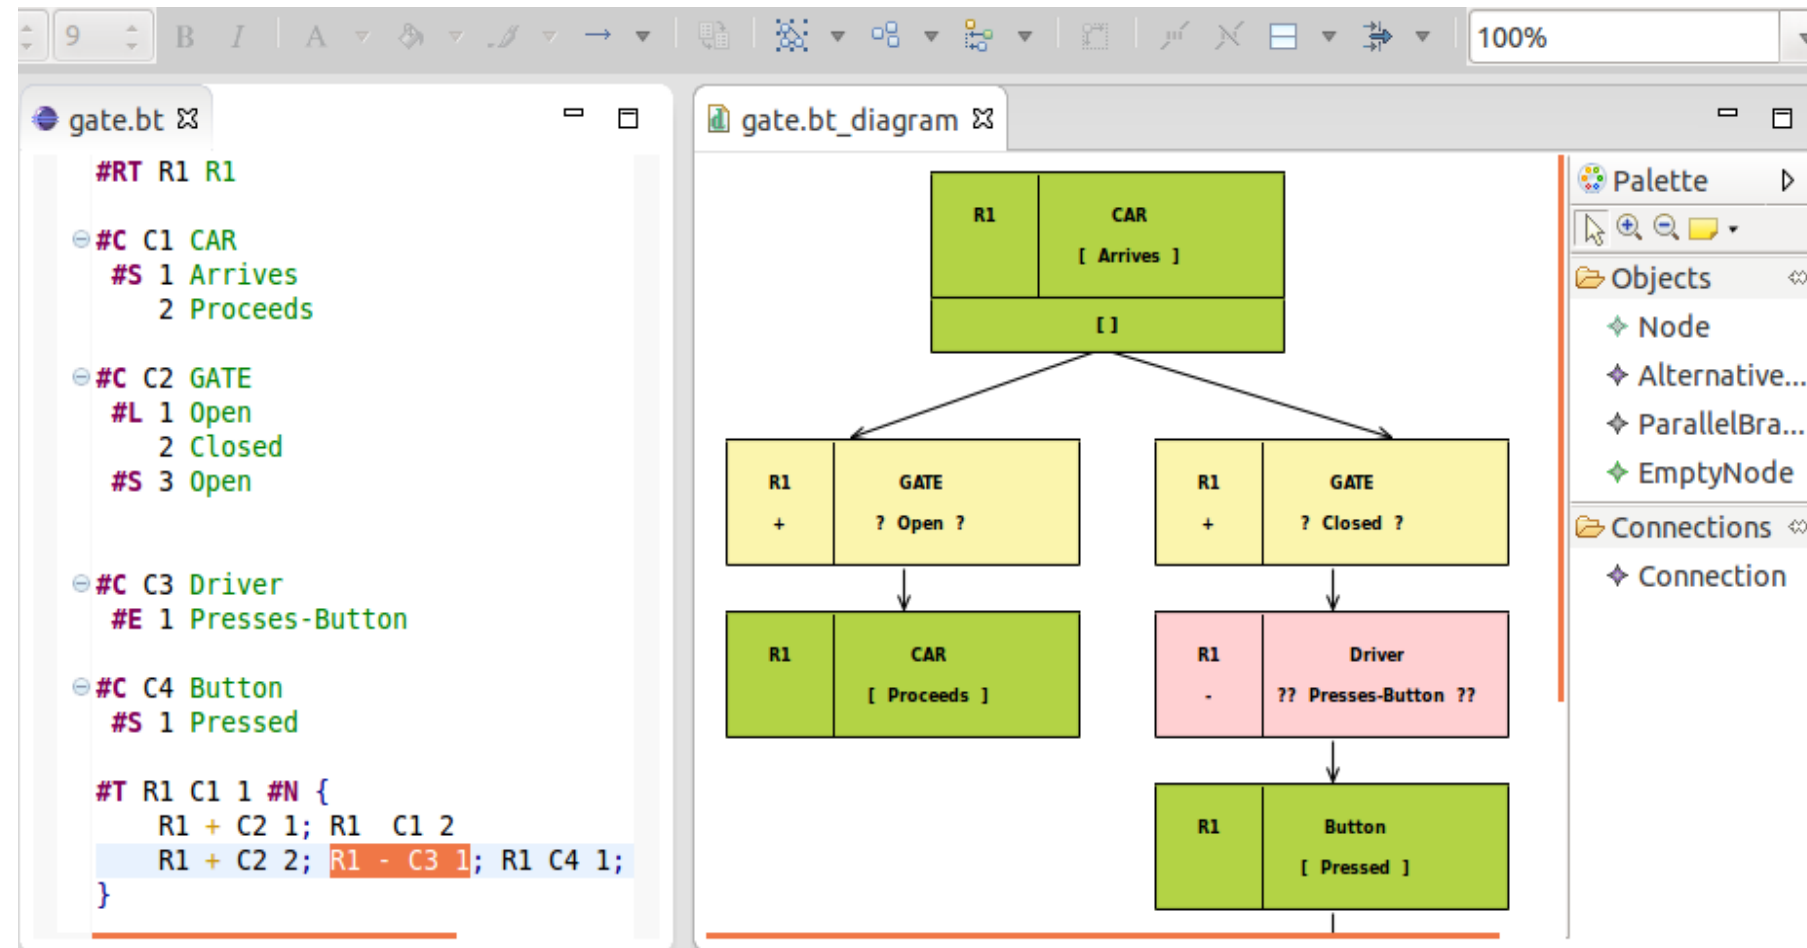 9 B I A 100%
gate.bt
#RT R1 R1
#C C1 CAR
#S 1 Arrives
2 Proceeds
#C C2 GATE
#L 1 Open
2 Closed
#S 3 Open
#C C3 Driver
#E 1 Presses-Button
#C C4 Button
#S 1 Pressed
#T R1 C1 1 #N {
R1 + C2 1; R1  C1 2
R1 + C2 2; R1 - C3 1; R1 C4 1;
}
gate.bt_diagram
R1 CAR
[ Arrives ]
[]
R1 GATE
+ ? Open ?
R1 GATE
+ ? Closed ?
R1 CAR
[ Proceeds ]
R1 Driver
- ?? Presses-Button ??
R1 Button
[ Pressed ]
Palette
Objects
Node
Alternative...
ParallelBra...
EmptyNode
Connections
Connection